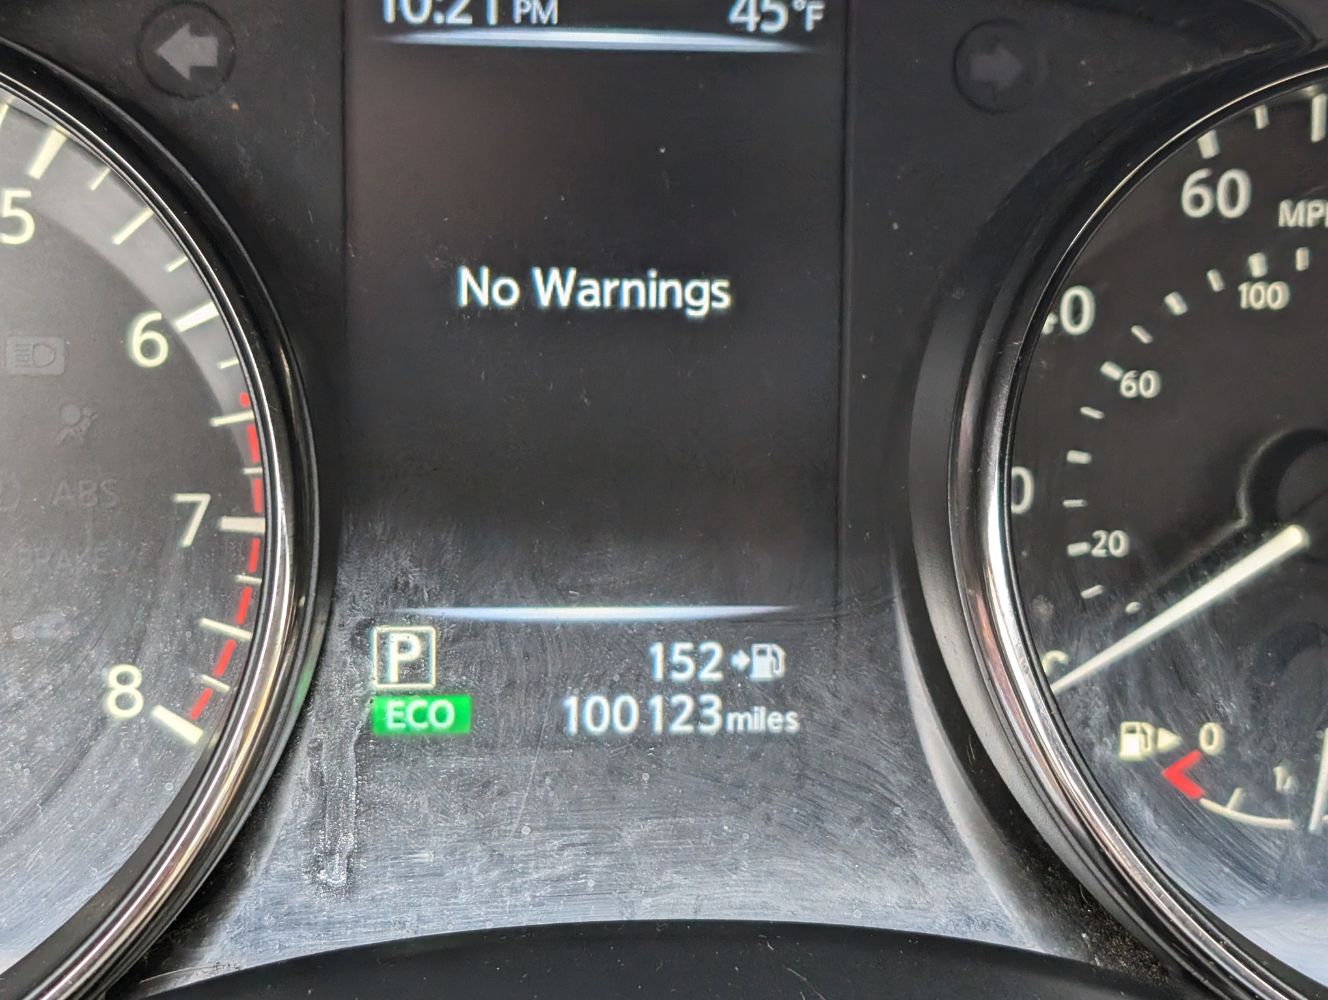 10:21 PM 45°F
No Warnings
P 152
ECO 100123 miles
5
6
7
8
ABS
BRAKE
60
MPH
100
60
20
0